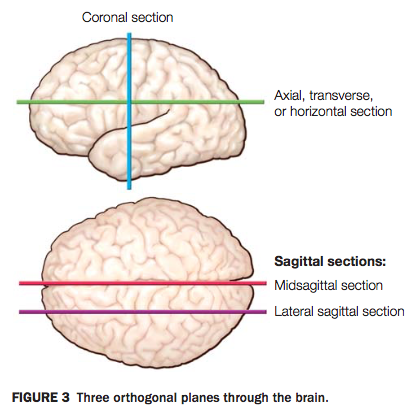 Coronal section
Axial, transverse,
or horizontal section
Sagittal sections:
Midsagittal section
Lateral sagittal section
FIGURE 3 Three orthogonal planes through the brain.